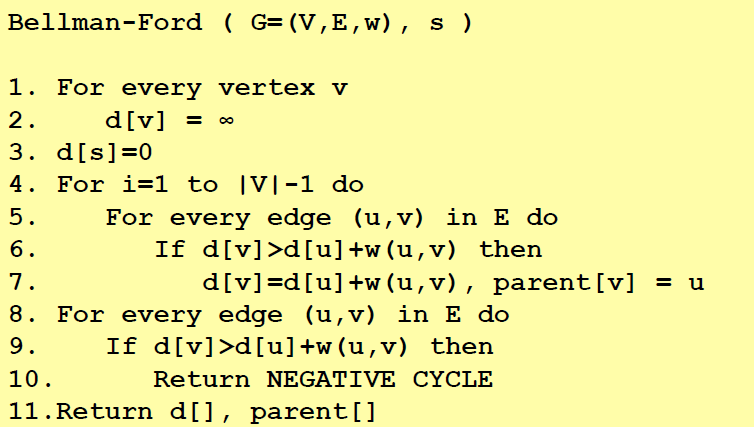 Bellman-Ford ( G=(V,E,w), s )
1. For every vertex v
2.    d[v] = ∞
3. d[s]=0
4. For i=1 to |V|-1 do
5.    For every edge (u,v) in E do
6.       If d[v]>d[u]+w(u,v) then
7.          d[v]=d[u]+w(u,v), parent[v] = u
8. For every edge (u,v) in E do
9.    If d[v]>d[u]+w(u,v) then
10.      Return NEGATIVE CYCLE
11.Return d[], parent[]